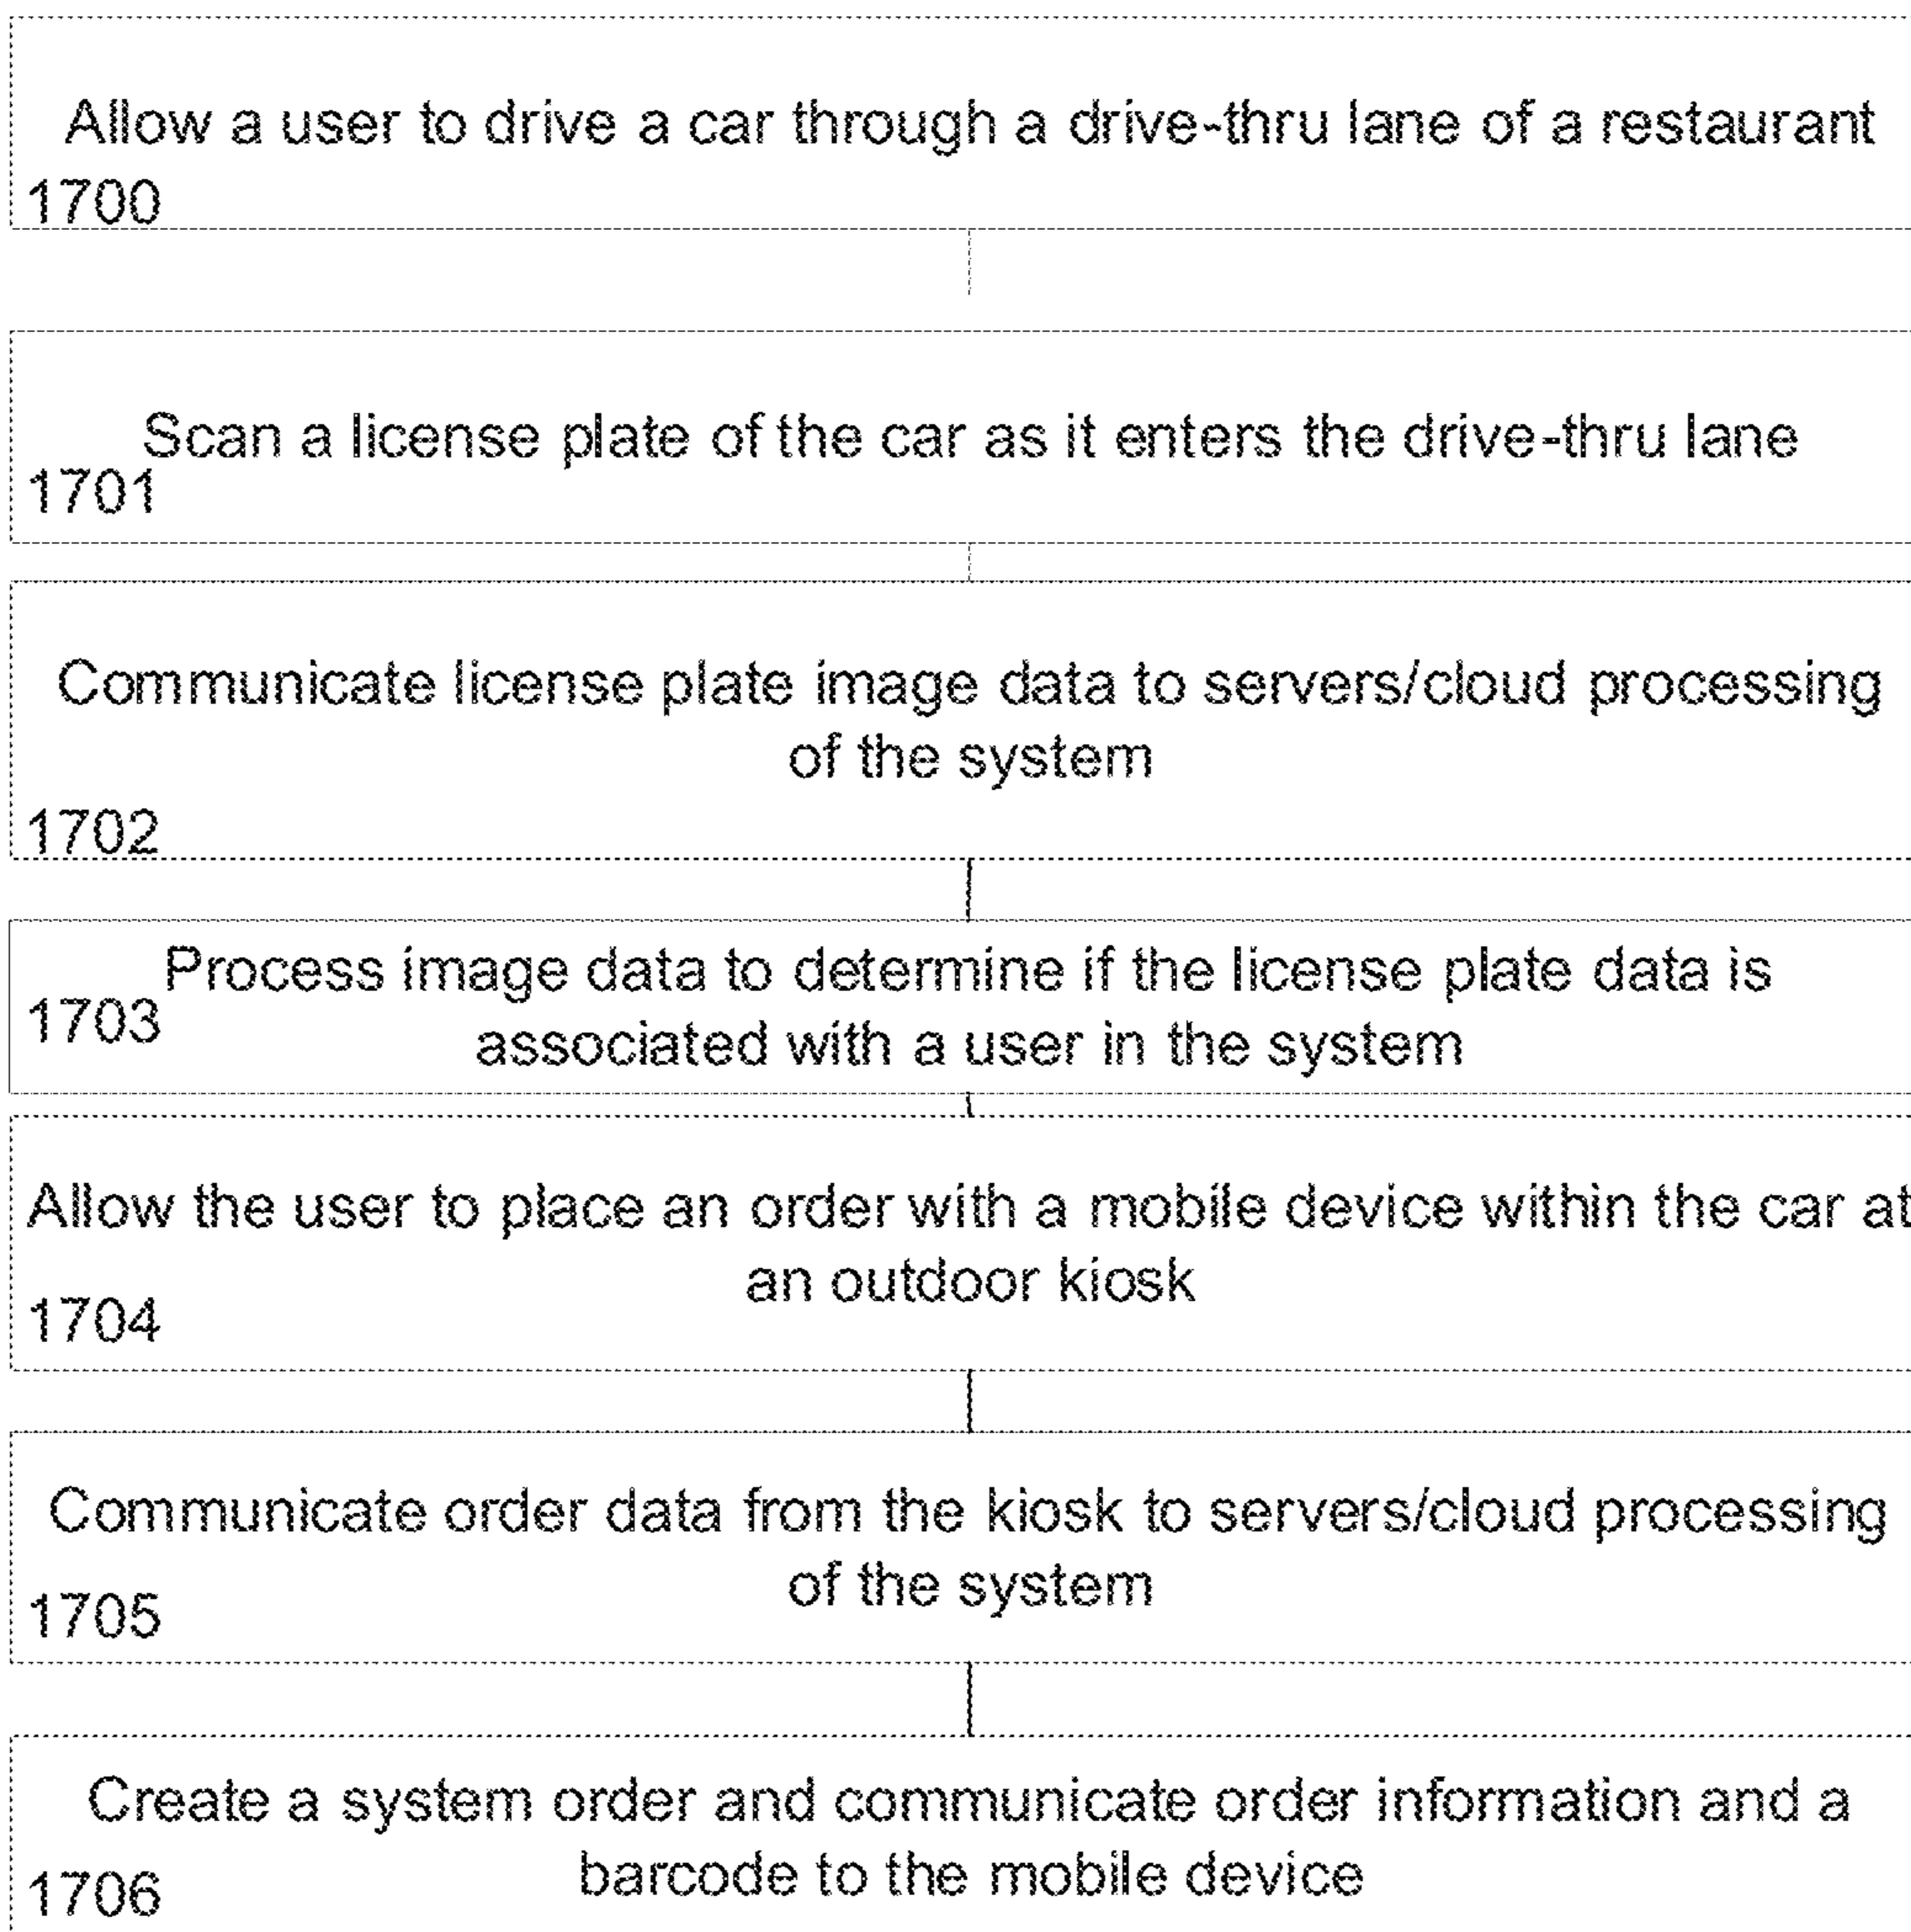 Allow a user to drive a car through a drive-thru lane of a restaurant
1700
Scan a license plate of the car as it enters the drive-thru lane
1701
Communicate license plate image data to servers/cloud processing
of the system
1702
Process image data to determine if the license plate data is
1703
associated with a user in the system
Allow the user to place an order with a mobile device within the car at
an outdoor kiosk
1704
Communicate order data from the kiosk to servers/cloud processing
of the system
1705
Create a system order and communicate order information and a
barcode to the mobile device
1706